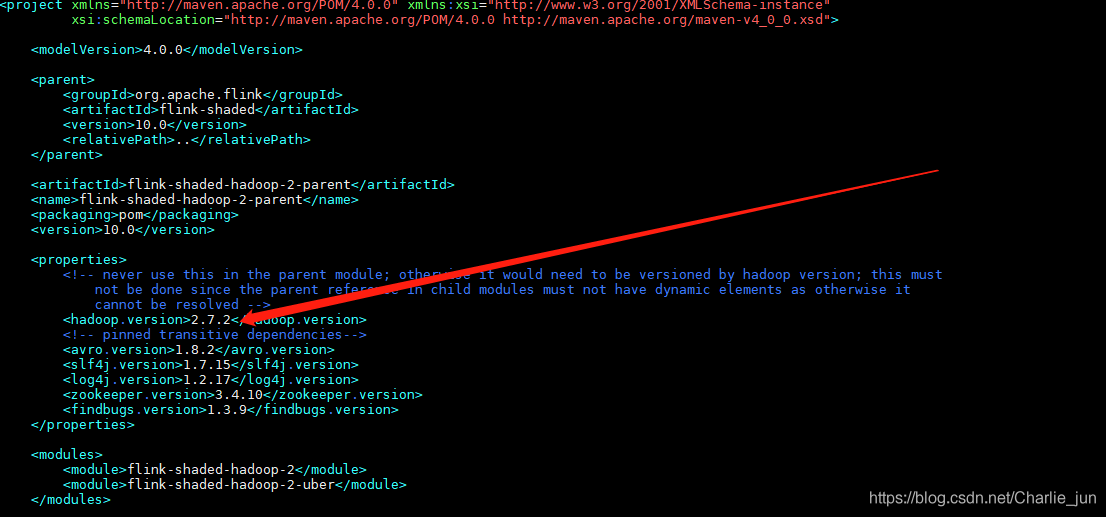 <project xmlns="http://maven.apache.org/POM/4.0.0" xmlns:xsi="http://www.w3.org/2001/XMLSchema-instance"
xsi:schemaLocation="http://maven.apache.org/POM/4.0.0 http://maven.apache.org/maven-v4_0_0.xsd">
<modelVersion>4.0.0</modelVersion>
<parent>
<groupId>org.apache.flink</groupId>
<artifactId>flink-shaded</artifactId>
<version>10.0</version>
<relativePath>..</relativePath>
</parent>
<artifactId>flink-shaded-hadoop-2-parent</artifactId>
<name>flink-shaded-hadoop-2-parent</name>
<packaging>pom</packaging>
<version>10.0</version>
<properties>
<!-- never use this in the parent module; otherwise it would need to be versioned by hadoop version; this must
not be done since the parent reference in child modules must not have dynamic elements as otherwise it
cannot be resolved -->
<hadoop.version>2.7.2</hadoop.version>
<!-- pinned transitive dependencies-->
<avro.version>1.8.2</avro.version>
<slf4j.version>1.7.15</slf4j.version>
<log4j.version>1.2.17</log4j.version>
<zookeeper.version>3.4.10</zookeeper.version>
<findbugs.version>1.3.9</findbugs.version>
</properties>
<modules>
<module>flink-shaded-hadoop-2</module>
<module>flink-shaded-hadoop-2-uber</module>
</modules>
https://blog.csdn.net/Charlie_jun